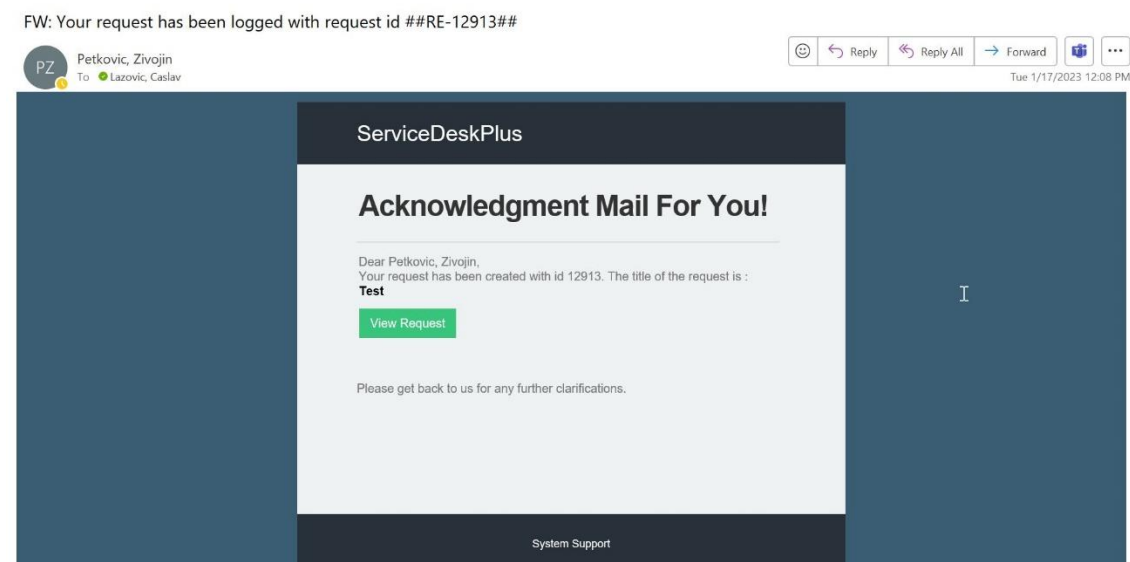 FW: Your request has been logged with request id ##RE-12913##
PZ
Petkovic, Zivojin
To Lazovic, Caslav
Reply
Reply All
Forward
Tue 1/17/2023 12:08 PM
ServiceDeskPlus
Acknowledgment Mail For You!
Dear Petkovic, Zivojin,
Your request has been created with id 12913. The title of the request is :
Test
View Request
Please get back to us for any further clarifications.
System Support